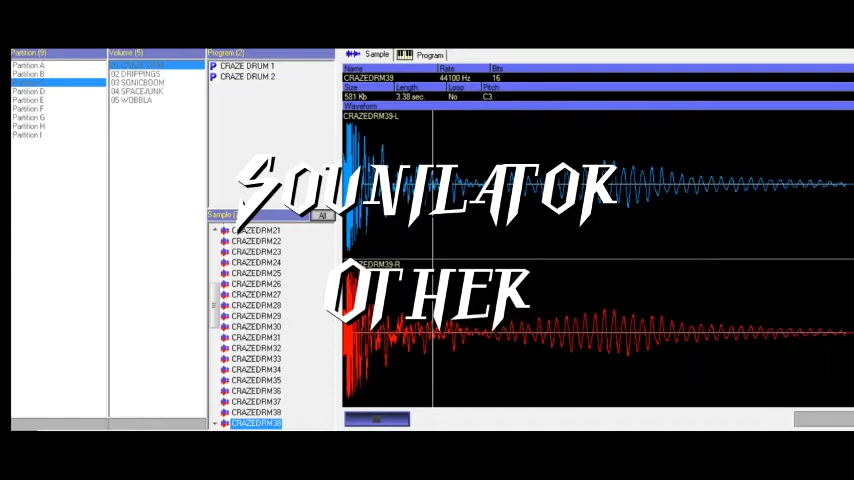 Partition (9)
Partition A
Partition B
Partition D
Partition E
Partition F
Partition G
Partition H
Partition I
Volume (5)
02 DRIPPINGS
03 SONICBOOM
04 SPACEJUNK
05 WOBBLA
Program (2)
P CRAZE DRUM 1
P CRAZE DRUM 2
Sample
All
CRAZEDRM21
CRAZEDRM22
CRAZEDRM23
CRAZEDRM24
CRAZEDRM25
CRAZEDRM26
CRAZEDRM27
CRAZEDRM28
CRAZEDRM29
CRAZEDRM30
CRAZEDRM31
CRAZEDRM32
CRAZEDRM33
CRAZEDRM34
CRAZEDRM35
CRAZEDRM36
CRAZEDRM37
CRAZEDRM38
Sample Program
Name Rate Bits
CRAZEDRM39 44100 Hz 16
Size Length Loop Pitch
581 Kb 3.38 sec. No C3
Waveform
CRAZEDRM39-L
CRAZEDRM39-R
SOUNILATOR
OTHER